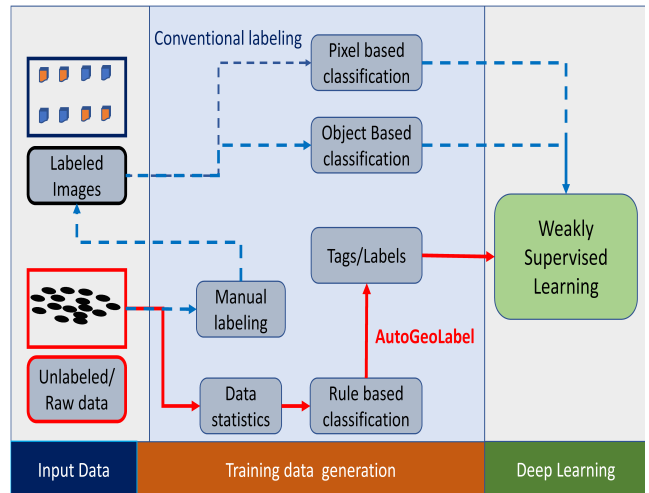 Conventional labeling
Pixel based
classification
Object Based
classification
Labeled
Images
Weakly
Supervised
Learning
Tags/Labels
Manual
labeling
AutoGeoLabel
Unlabeled/
Raw data
Data
statistics
Rule based
classification
Input Data
Training data generation
Deep Learning